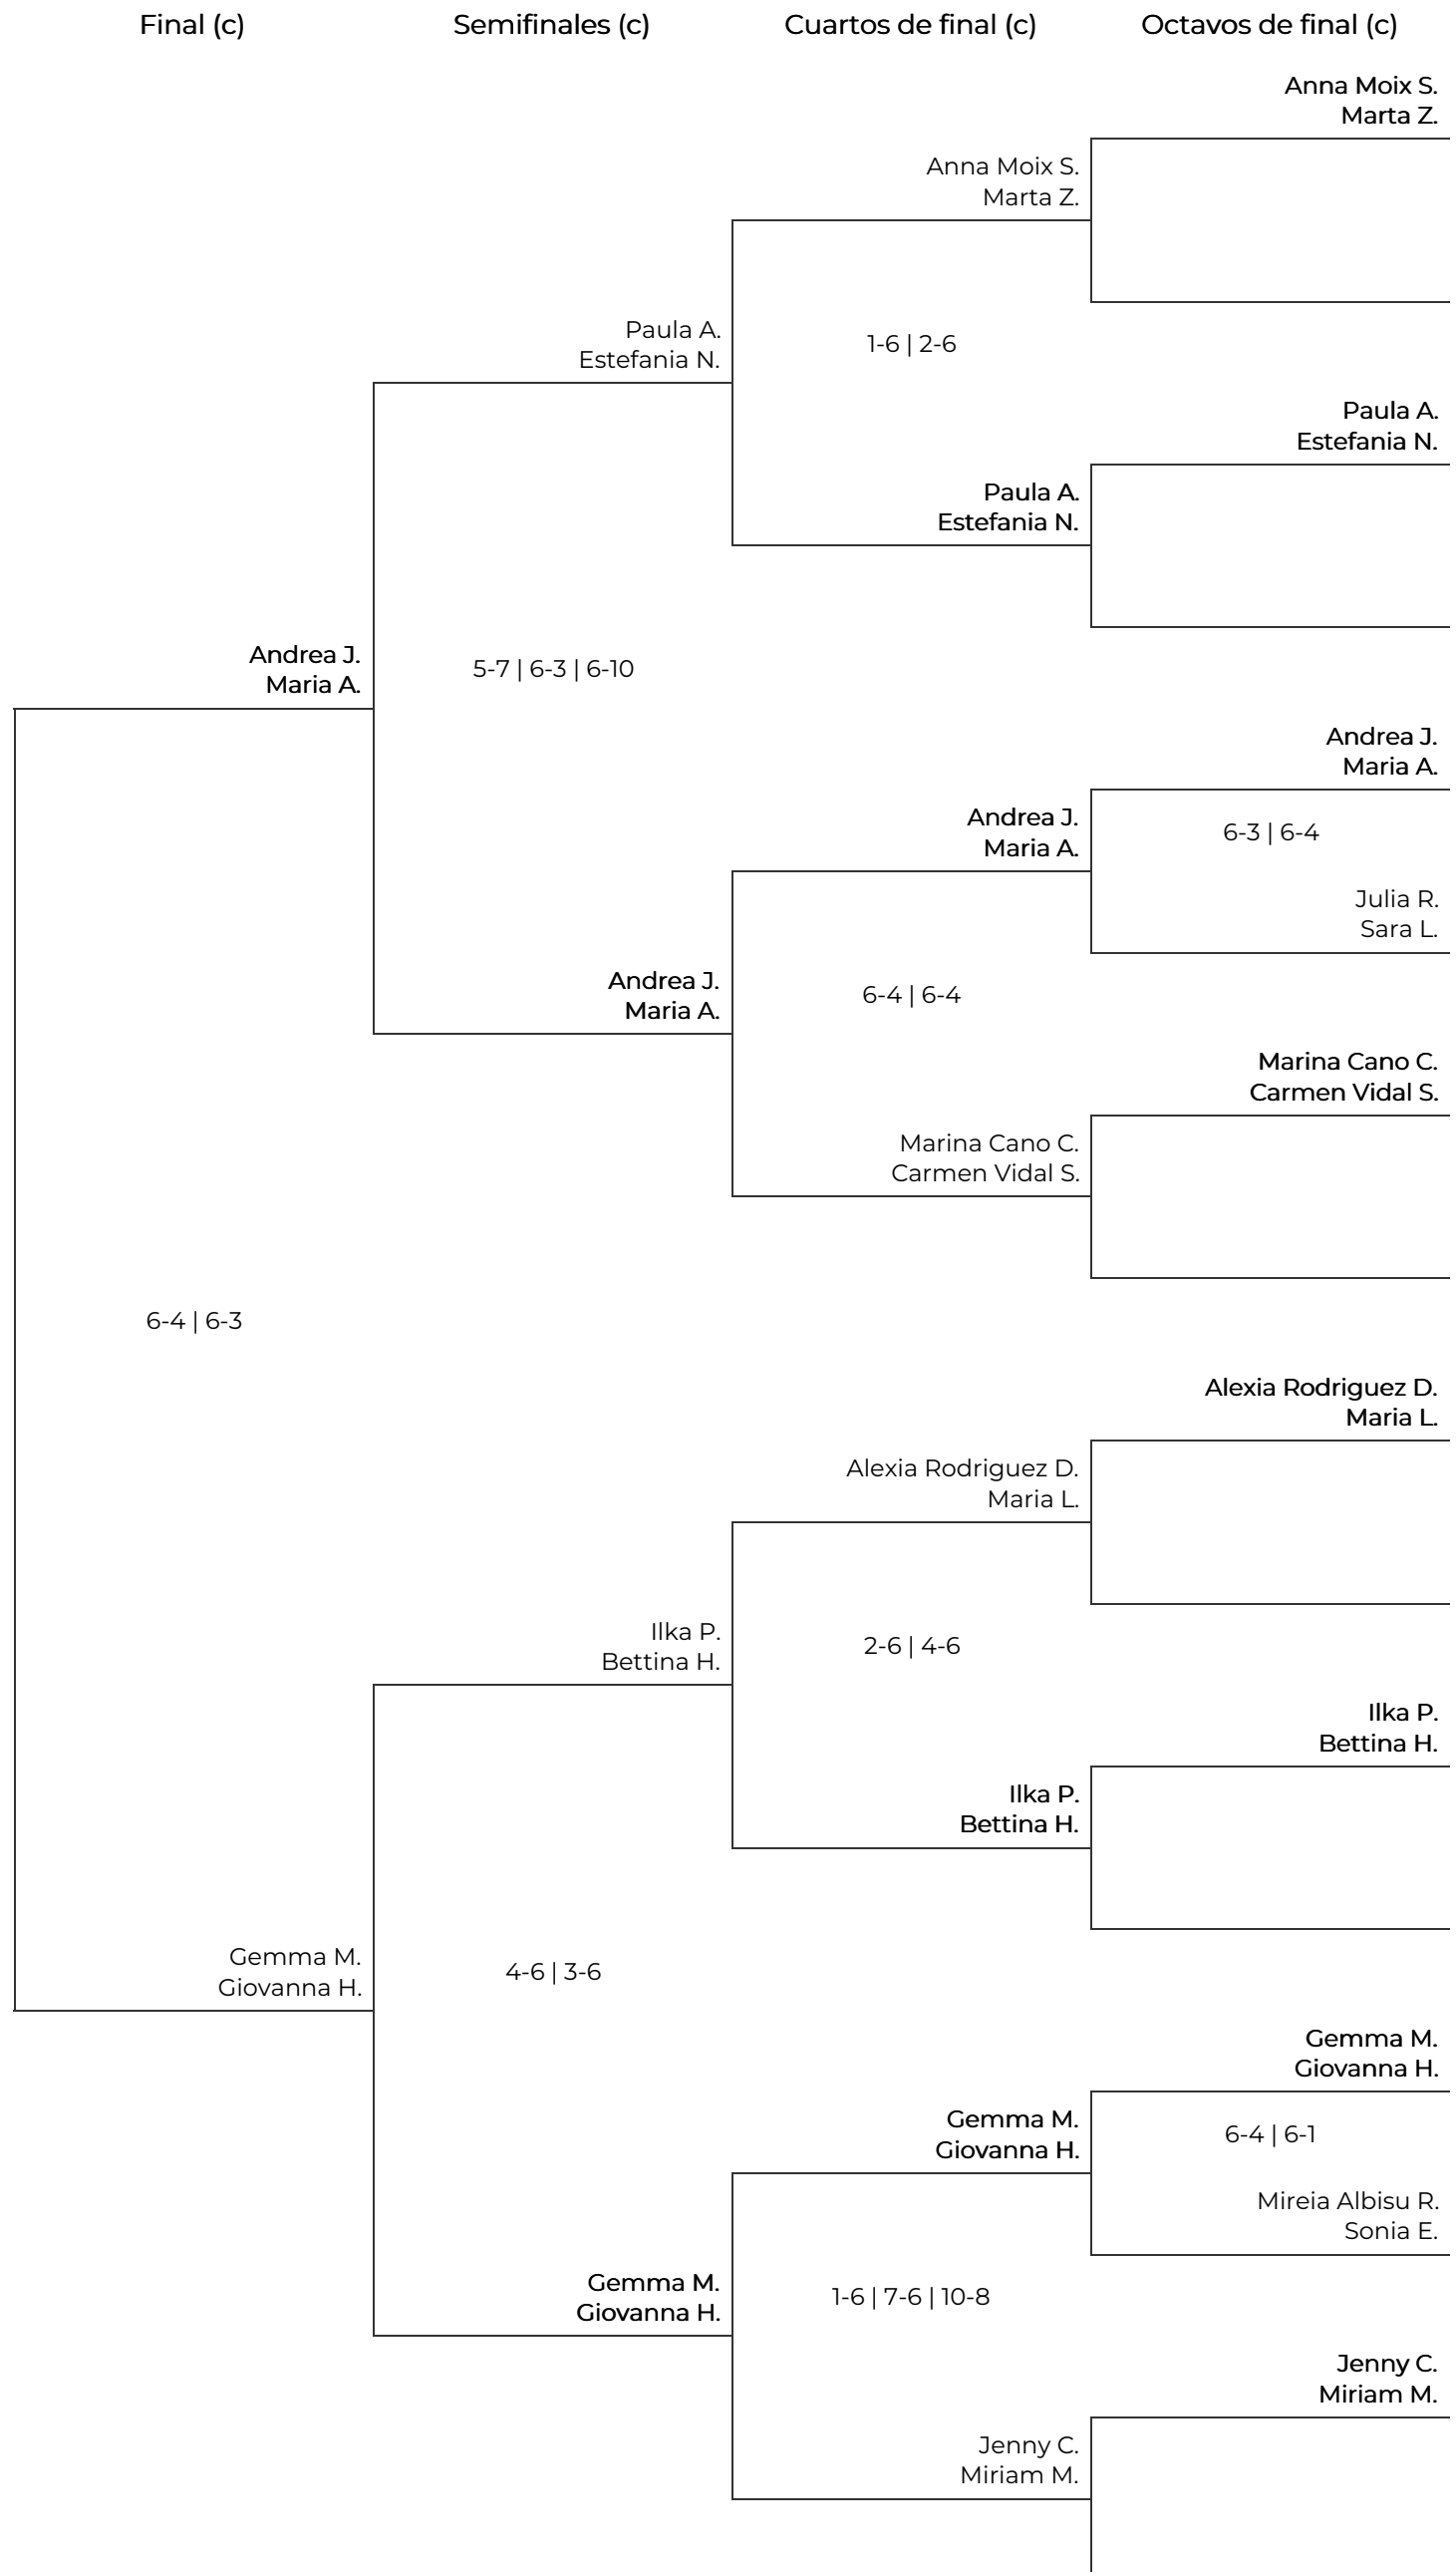 Final (c)
Semifinales (c)
Cuartos de final (c)
Octavos de final (c)
Anna Moix S.
Marta Z.
Anna Moix S.
Marta Z.
Paula A.
Estefania N.
1-6 | 2-6
Paula A.
Estefania N.
Paula A.
Estefania N.
Andrea J.
Maria A.
5-7 | 6-3 | 6-10
Andrea J.
Maria A.
Andrea J.
Maria A.
6-3 | 6-4
Julia R.
Sara L.
Andrea J.
Maria A.
6-4 | 6-4
Marina Cano C.
Carmen Vidal S.
Marina Cano C.
Carmen Vidal S.
6-4 | 6-3
Alexia Rodriguez D.
Maria L.
Alexia Rodriguez D.
Maria L.
Ilka P.
Bettina H.
2-6 | 4-6
Ilka P.
Bettina H.
Ilka P.
Bettina H.
Gemma M.
Giovanna H.
4-6 | 3-6
Gemma M.
Giovanna H.
Gemma M.
Giovanna H.
6-4 | 6-1
Mireia Albisu R.
Sonia E.
Gemma M.
Giovanna H.
1-6 | 7-6 | 10-8
Jenny C.
Miriam M.
Jenny C.
Miriam M.